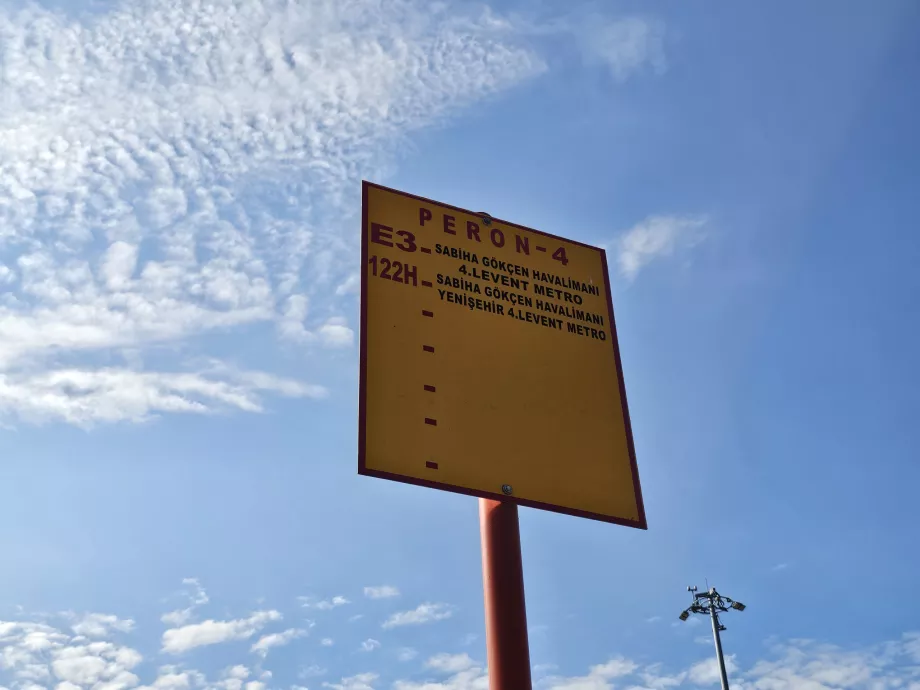 PERON-4
E3- SABİHA GÖKÇEN HAVALİMANI
4.LEVENT METRO
122H- SABİHA GÖKÇEN HAVALİMANI
YENİŞEHİR 4.LEVENT METRO
-
-
-
-
-